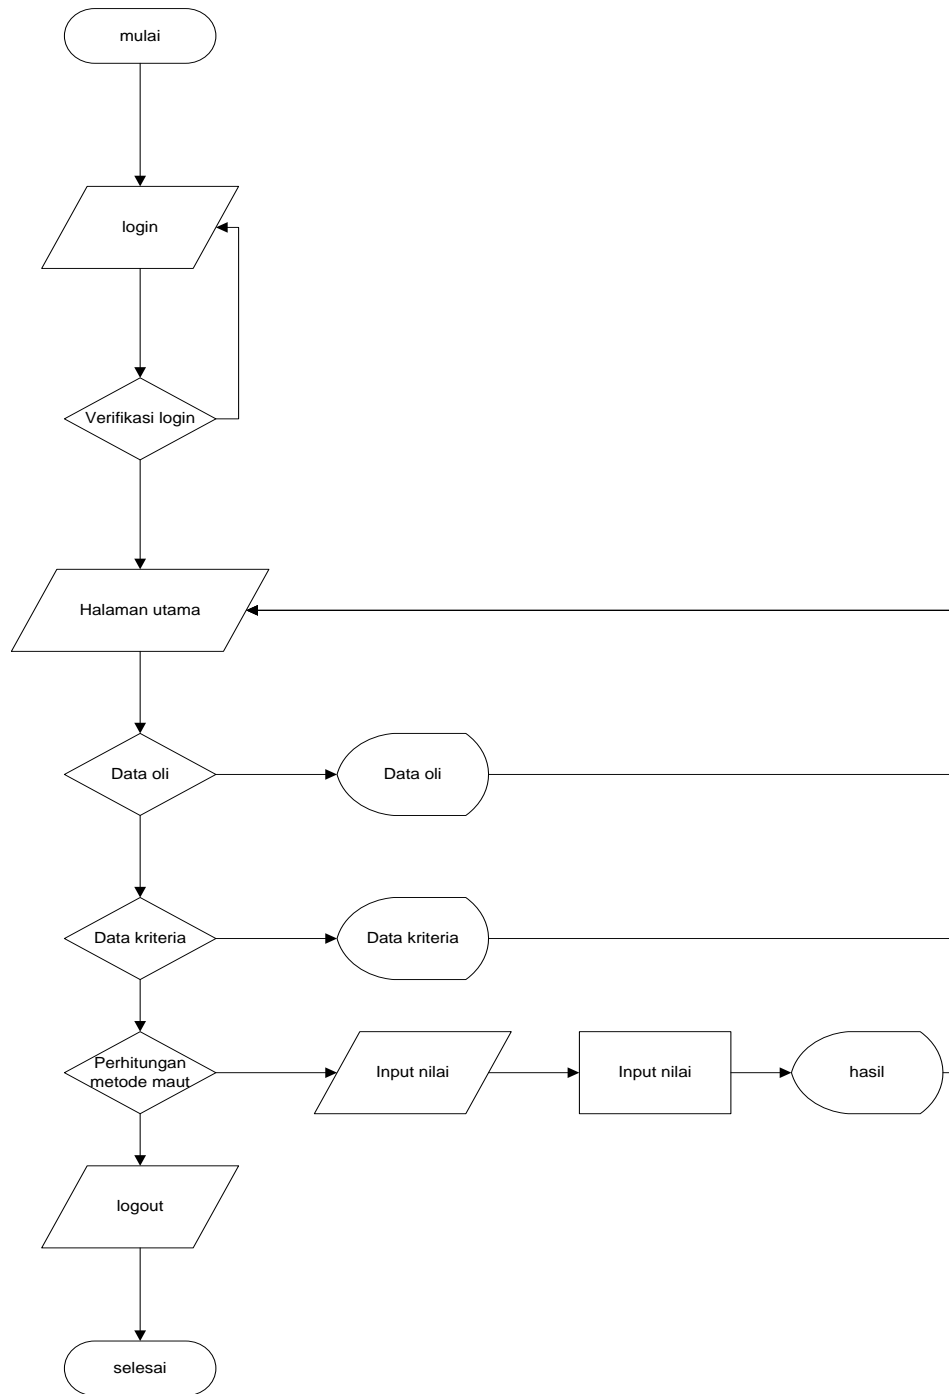 mulai
login
Verifikasi login
Halaman utama
Data oli
Data oli
Data kriteria
Data kriteria
Perhitungan
metode maut
Input nilai
Input nilai
hasil
logout
selesai